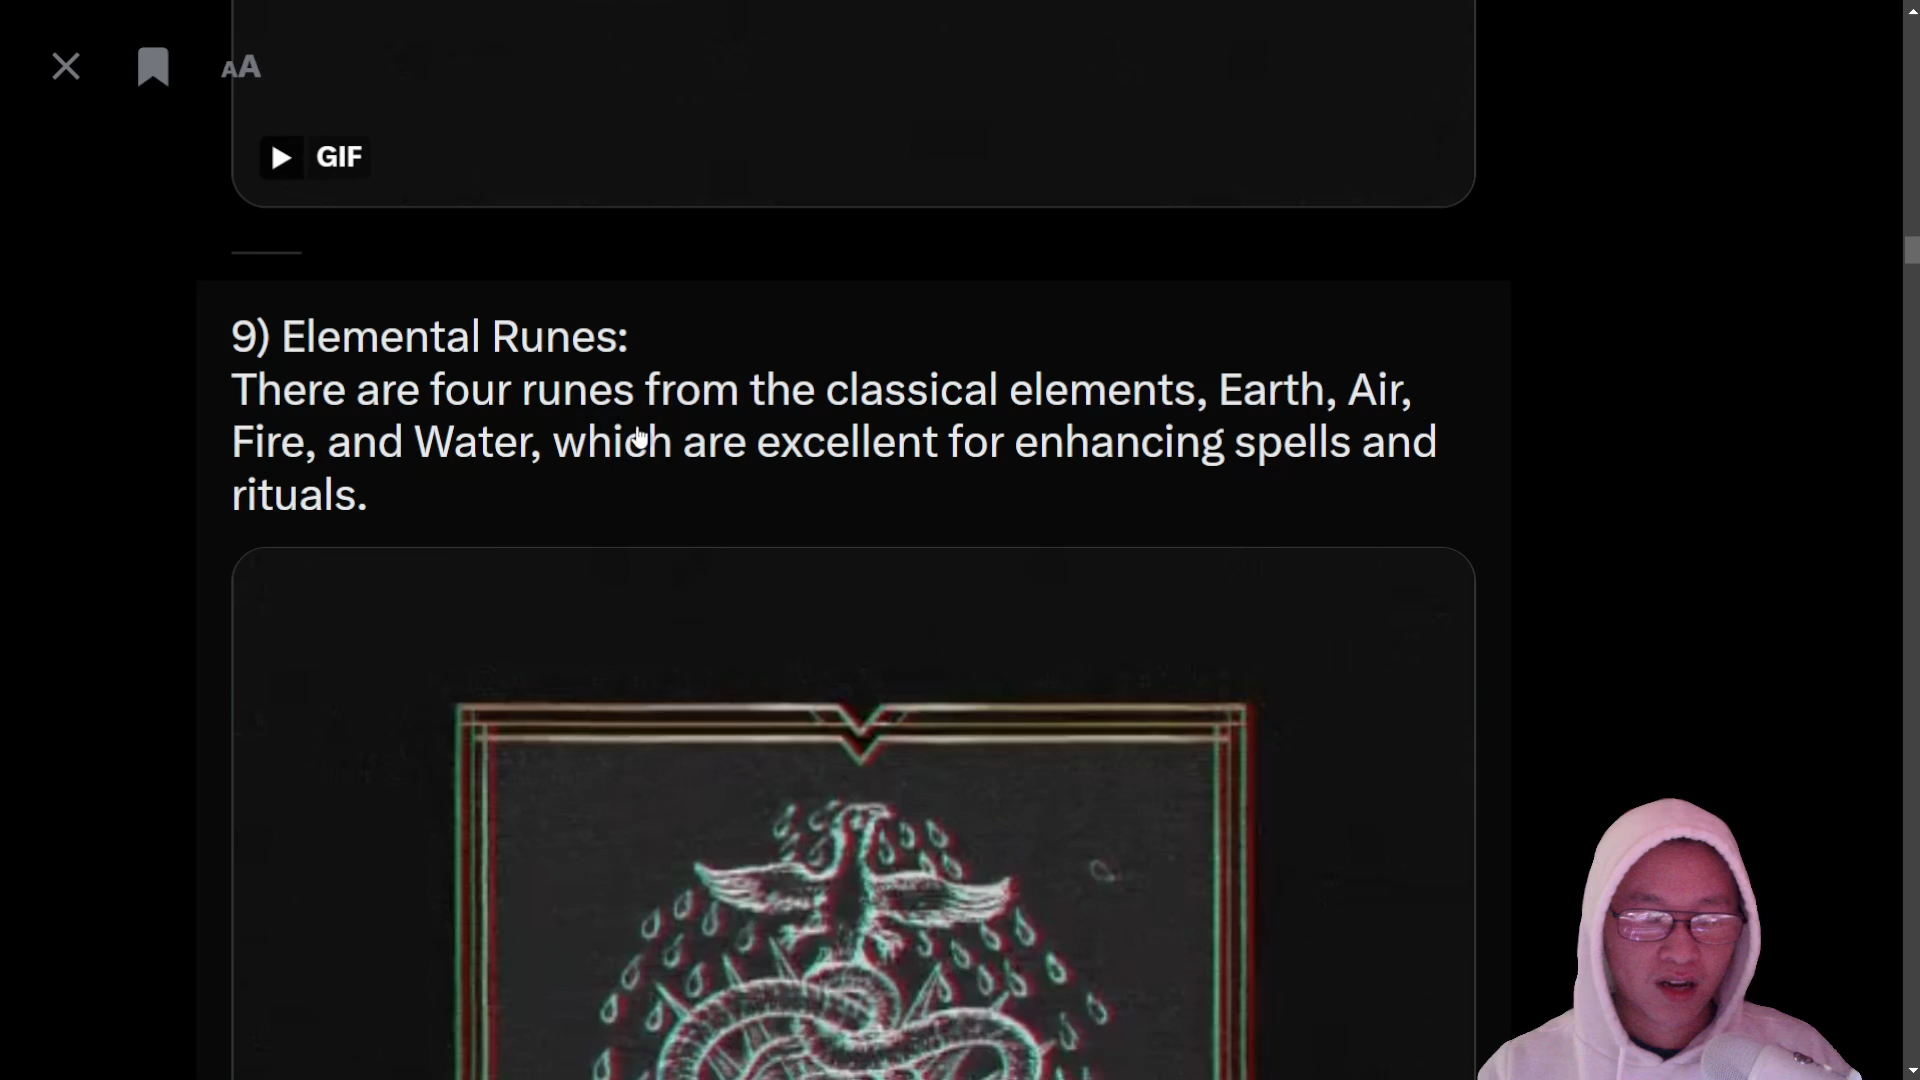 AA
GIF
9) Elemental Runes:
There are four runes from the classical elements, Earth, Air,
Fire, and Water, which are excellent for enhancing spells and
rituals.